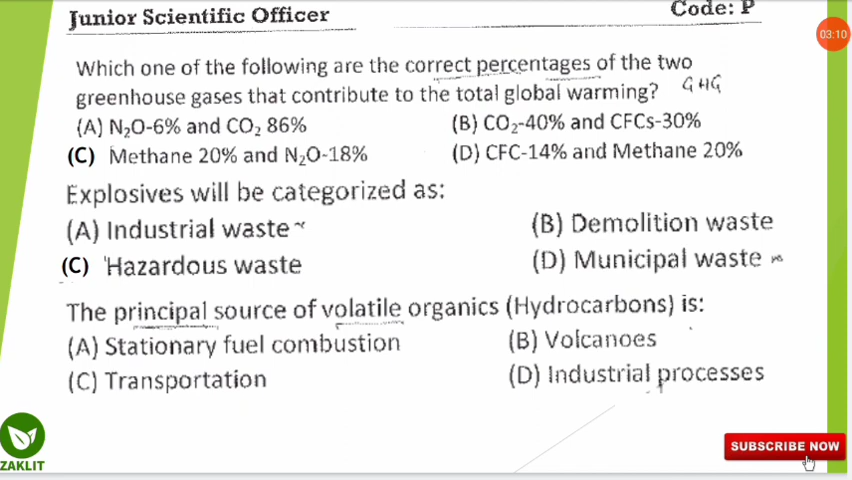 Junior Scientific Officer
Code: P
03:10
Which one of the following are the correct percentages of the two
greenhouse gases that contribute to the total global warming? GHG
(A) N₂O-6% and CO₂ 86%
(B) CO₂-40% and CFCs-30%
(C) Methane 20% and N₂O-18%
(D) CFC-14% and Methane 20%
Explosives will be categorized as:
(A) Industrial waste
(B) Demolition waste
(C) Hazardous waste
(D) Municipal waste
The principal source of volatile organics (Hydrocarbons) is:
(A) Stationary fuel combustion
(B) Volcanoes
(C) Transportation
(D) Industrial processes
ZAKLIT
SUBSCRIBE NOW